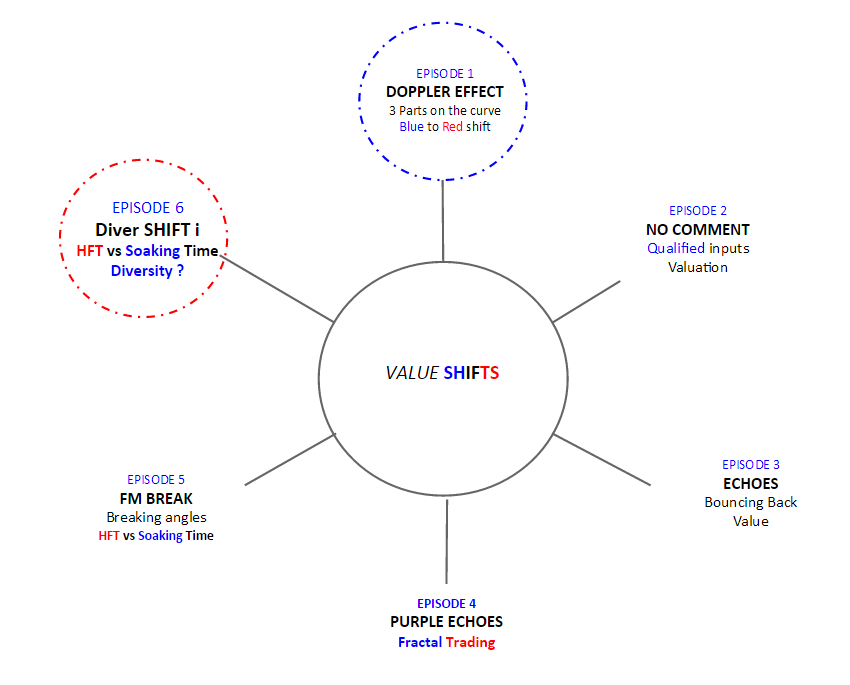 EPISODE 1
DOPPLER EFFECT
3 Parts on the curve
Blue to Red shift
EPISODE 6
Diver SHIFT i
HFT vs Soaking Time
Diversity ?
EPISODE 2
NO COMMENT
Qualified inputs
Valuation
VALUE SHIFTS
EPISODE 5
FM BREAK
Breaking angles
HFT vs Soaking Time
EPISODE 3
ECHOES
Bouncing Back
Value
EPISODE 4
PURPLE ECHOES
Fractal Trading